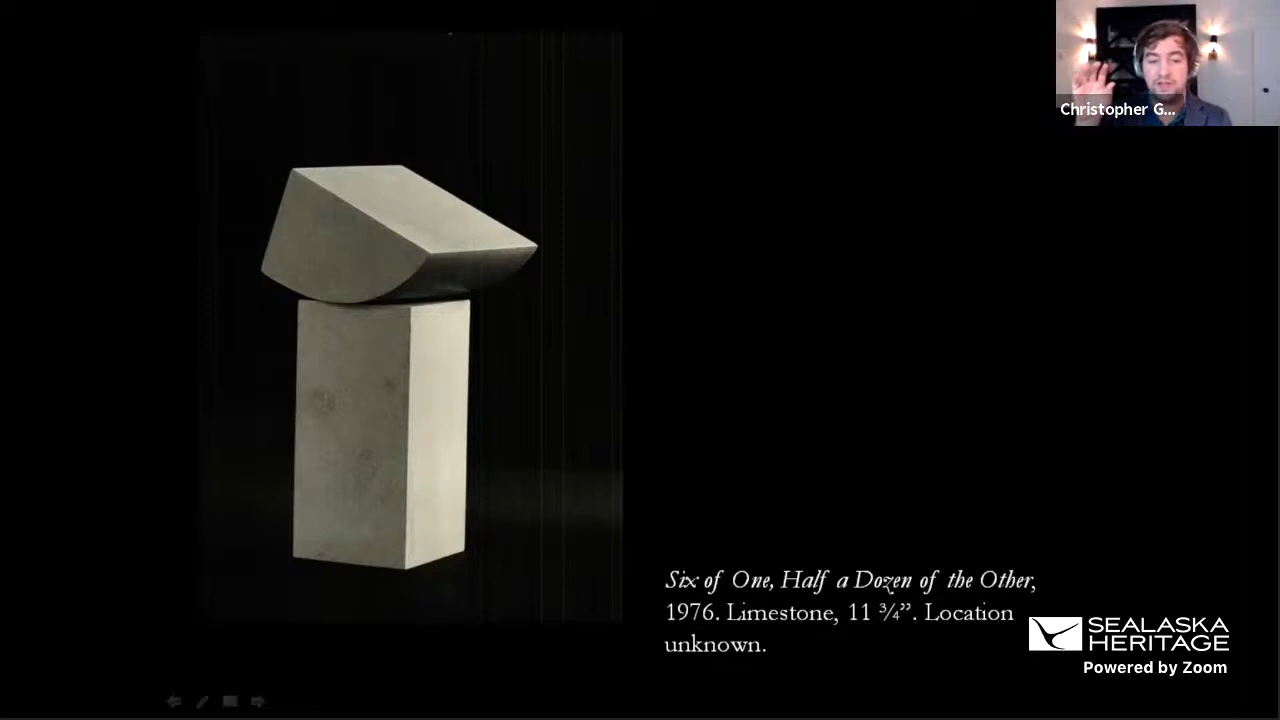 Christopher G...
Six of One, Half a Dozen of the Other,
1976. Limestone, 11 ¾”. Location
unknown.
SEALASKA
HERITAGE
Powered by Zoom